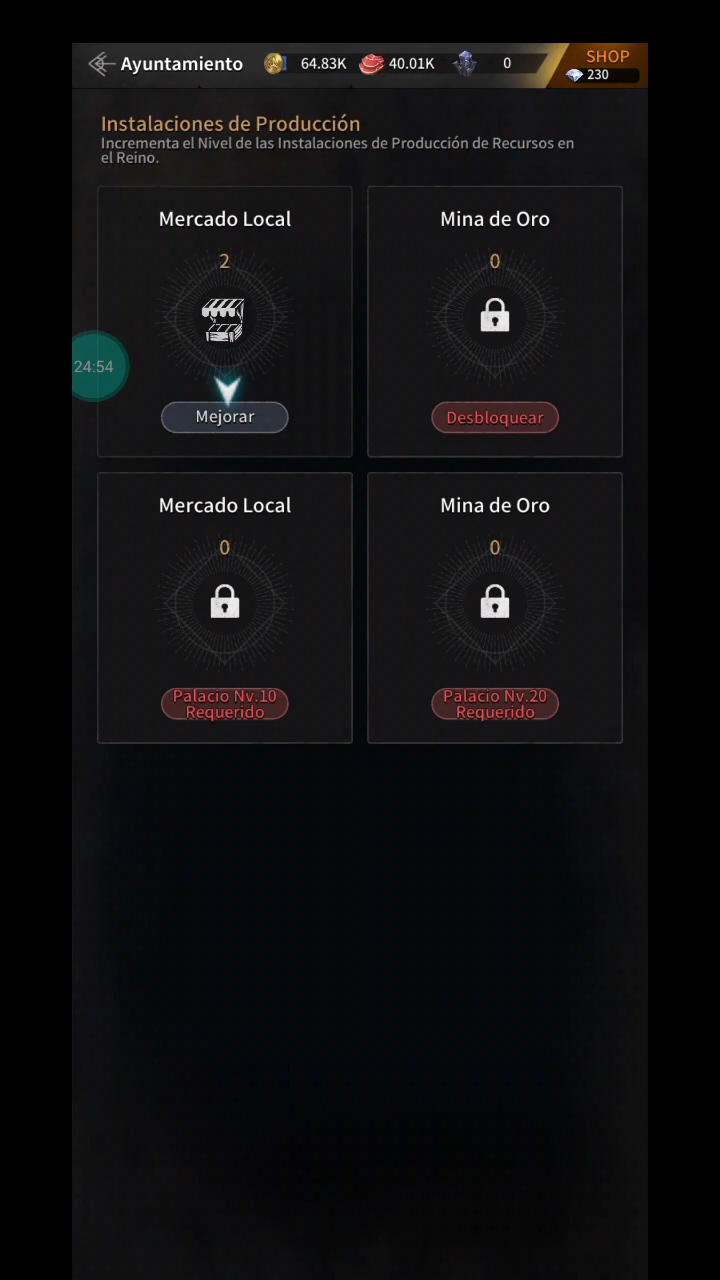 Ayuntamiento
64.83K
40.01K
0
SHOP
230
Instalaciones de Producción
Incrementa el Nivel de las Instalaciones de Producción de Recursos en
el Reino.
Mercado Local
2
Mejorar
Mina de Oro
0
Desbloquear
24:54
Mercado Local
0
Palacio Nv.10
Requerido
Mina de Oro
0
Palacio Nv.20
Requerido